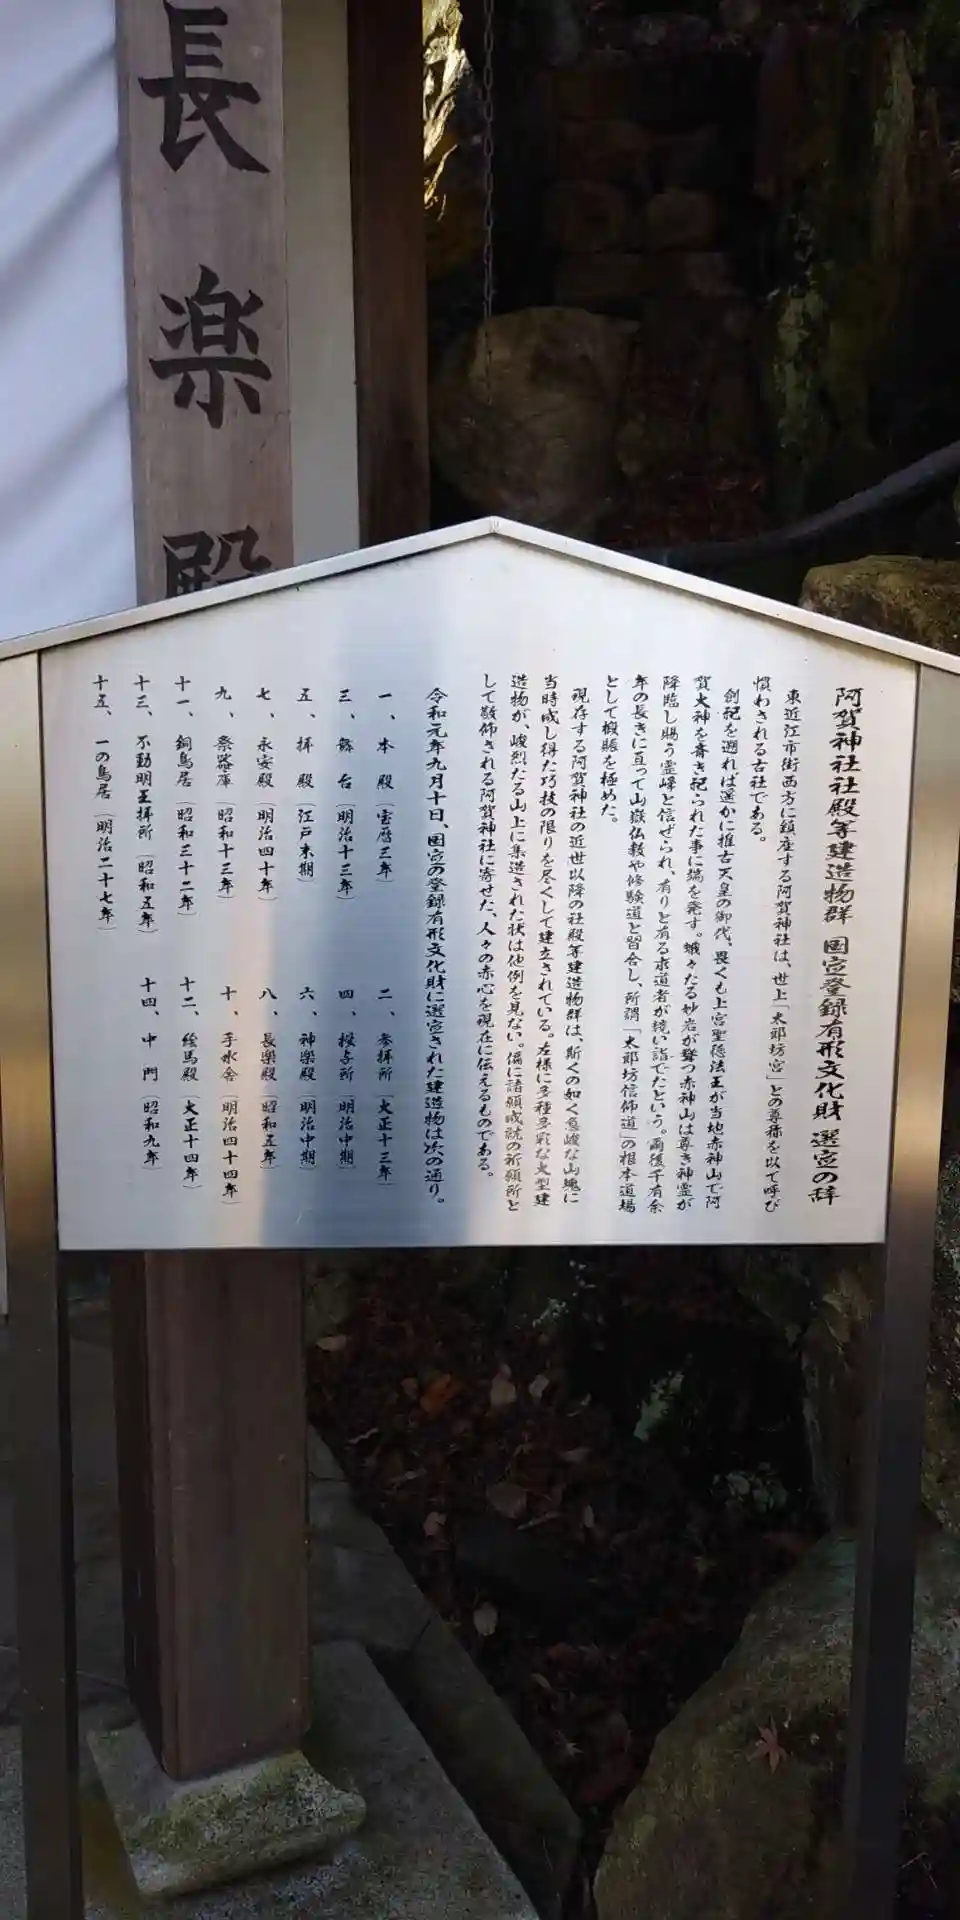 長楽殿
阿賀神社社殿等建造物群 国宣登録有形文化財 選宣の辞
東近江市街西方に鎮座する阿賀神社は、世上「太郎坊宮」との尊称を以て呼び
慣わされる古社である。
創祀を遡れば遥かに推古天皇の御代、畏くも上宮聖徳法王が当地赤神山で阿
賀大神を斎き祀られた事に端を発す。峨々たる妙岩が聳つ赤神山は尊き神霊が
降臨し賜う霊峰と信ぜられ、有りと有る求道者が競い詣でたという。爾後千有余
年の長きに亘って山嶽仏教や修験道と習合し、所謂「太郎坊信仰道」の根本道場
として殷賑を極めた。
現存する阿賀神社の近世以降の社殿等建造物群は、斯くの如く急峻な山塊に
当時成し得た巧技の限りを尽くして建立されている。左様に多種多彩な大型建
造物が、峻烈たる山上に集造された状は他例を見ない。偏に諸願成就の祈願所と
して敬仰される阿賀神社に寄せた、人々の赤心を現在に伝えるものである。
令和元年九月十日、国宣の登録有形文化財に選宣された建造物は次の通り。
一、本殿（宝暦三年） 二、参拝所（大正十三年）
三、舞台（明治十三年） 四、授与所（明治中期）
五、拝殿（江戸末期） 六、神楽殿（明治中期）
七、永安殿（明治四十年） 八、長楽殿（昭和五年）
九、祭器庫（昭和十三年） 十、手水舎（明治四十四年）
十一、銅鳥居（昭和三十二年） 十二、絵馬殿（大正十四年）
十三、不動明王拝所（昭和五年） 十四、中門（昭和九年）
十五、一の鳥居（明治二十七年）